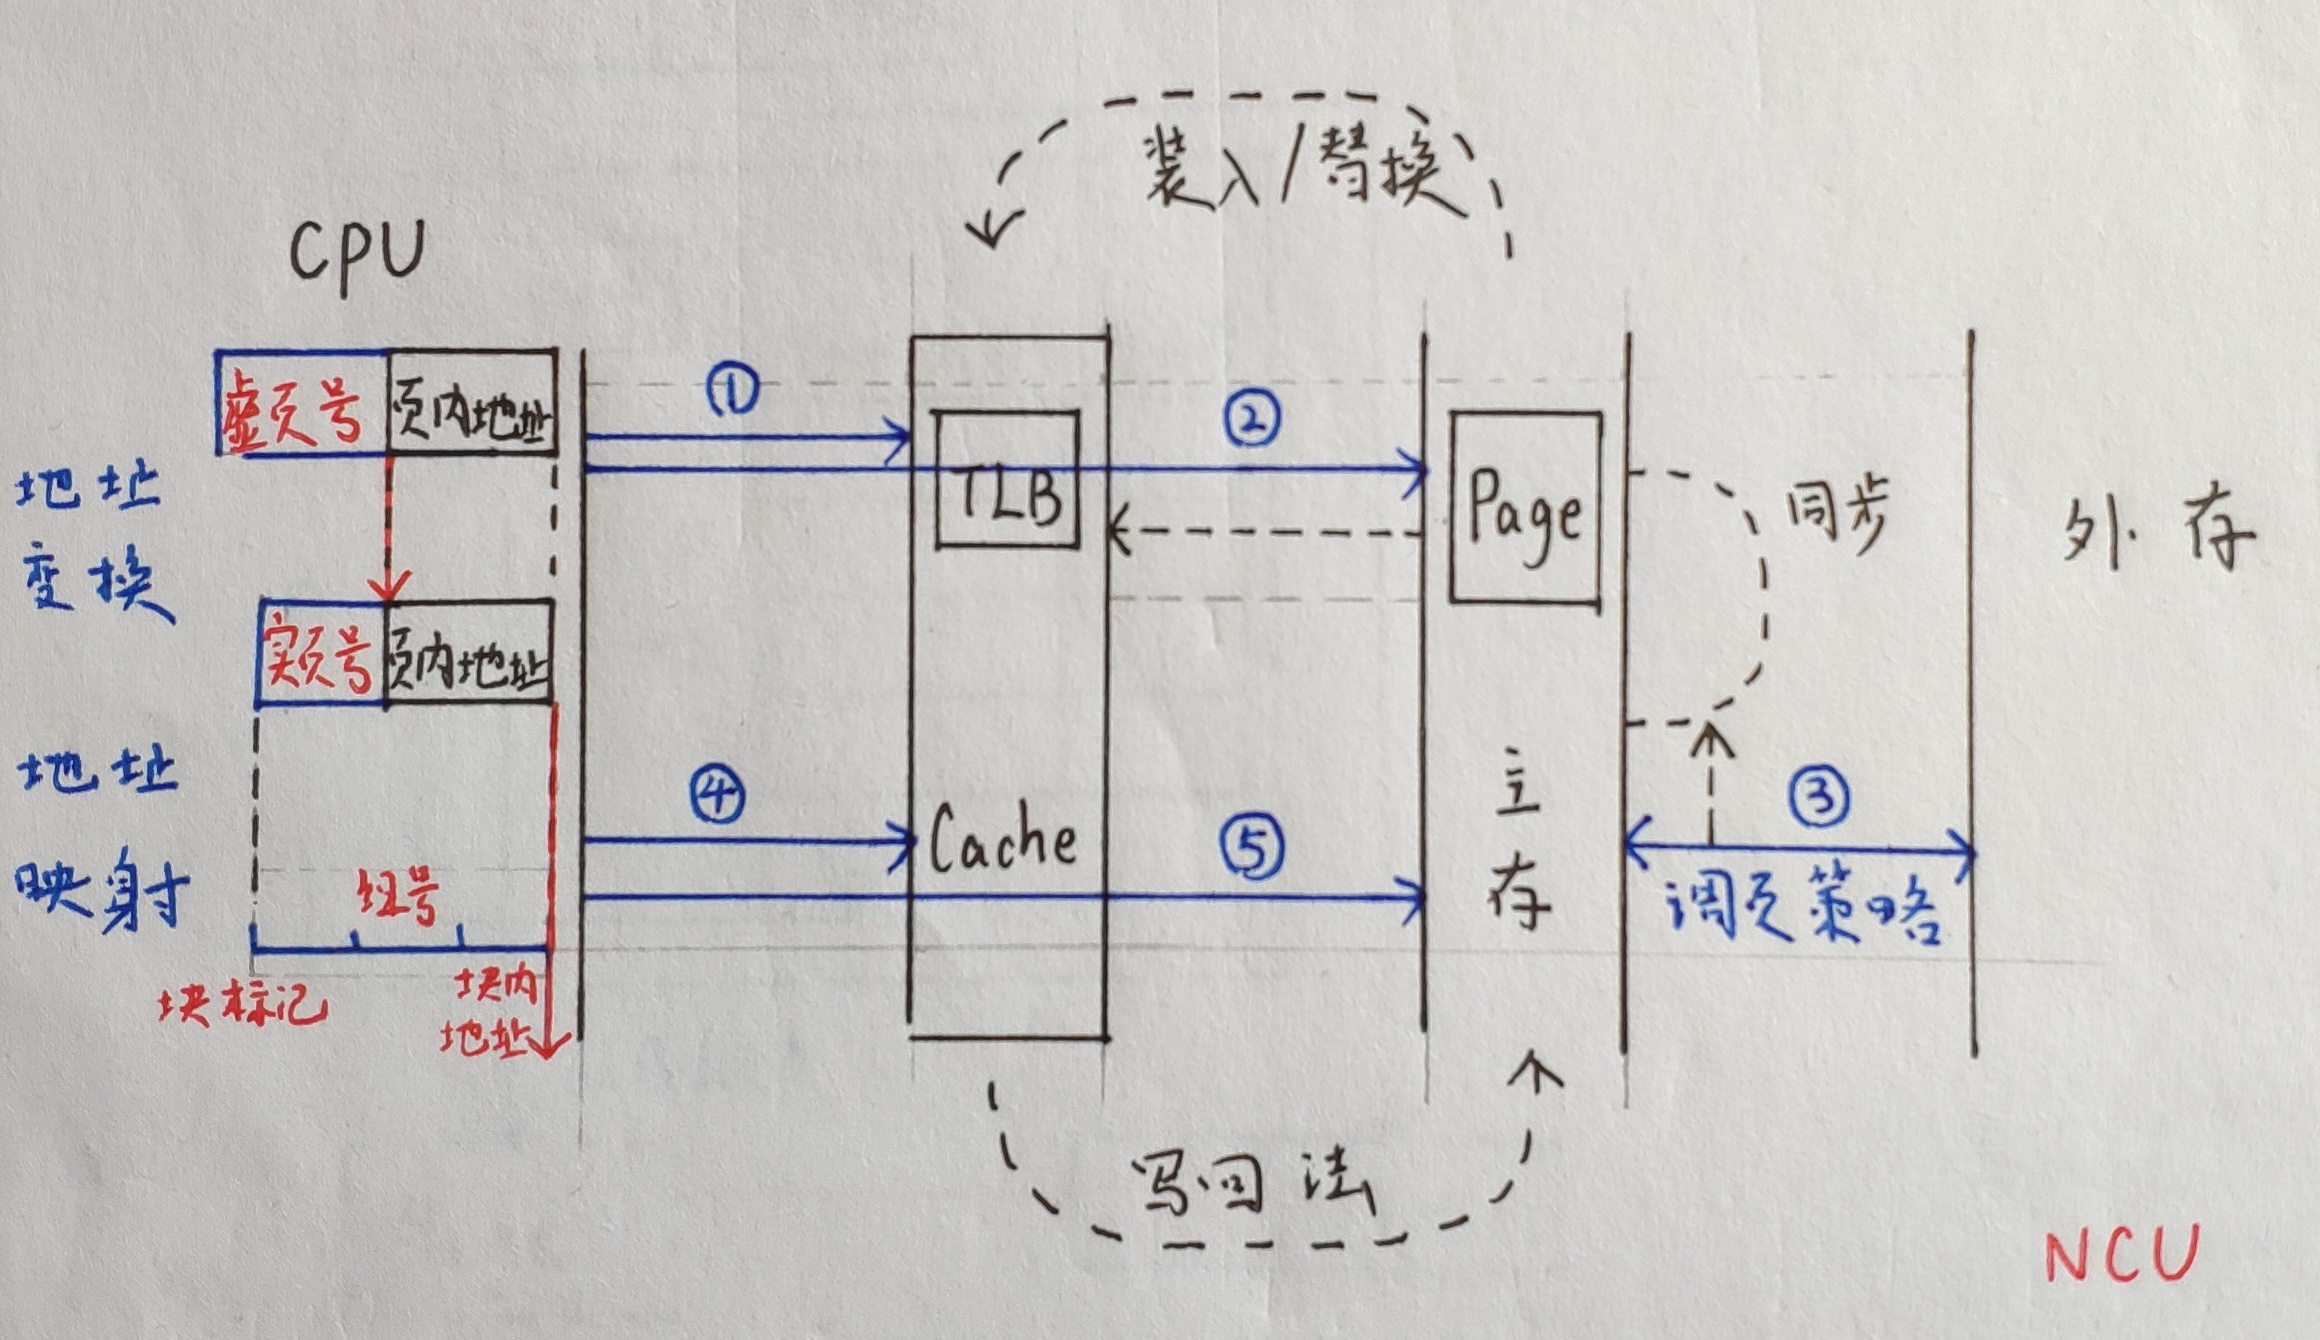 装入/替换
CPU
虚页号 页内地址
①
②
TLB
Page
同步
外存
地址
变换
实页号 页内地址
地址
映射
④
Cache
⑤
主
存
③
调页策略
组号
块标记
块内
地址
写回法
NCU